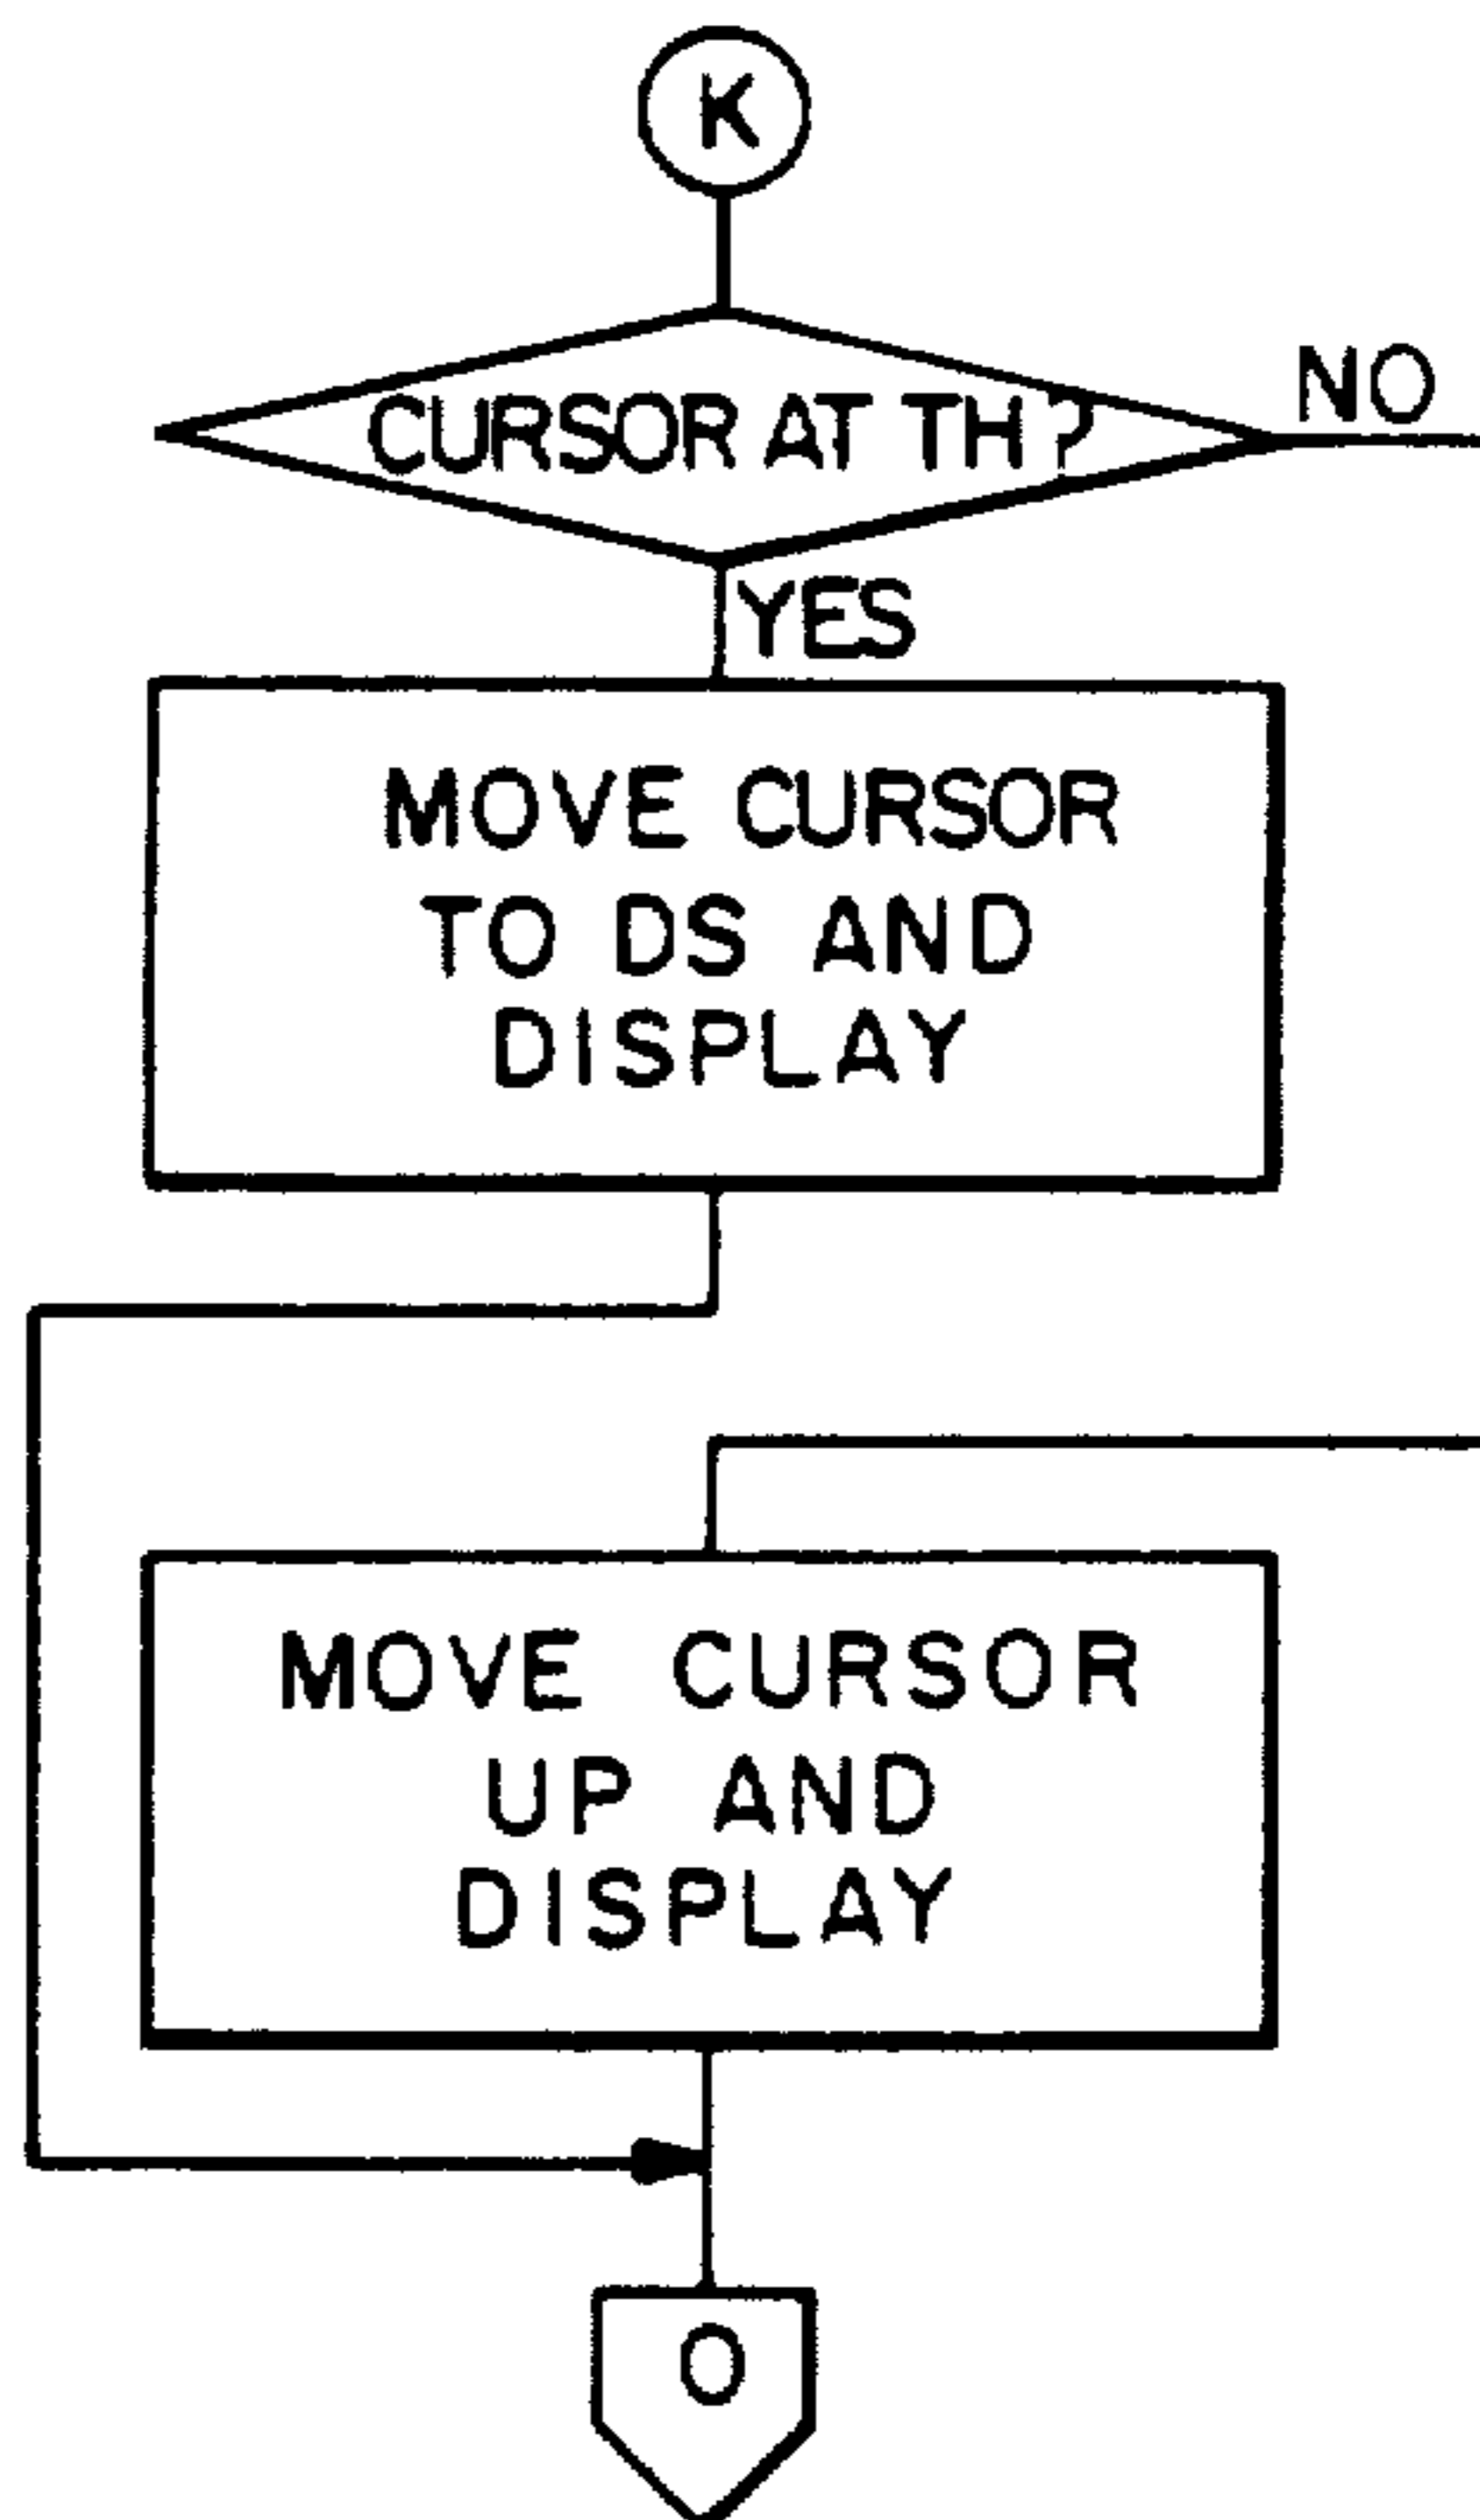 K
CURSOR AT TH?
NO
YES
MOVE CURSOR
TO DS AND
DISPLAY
MOVE CURSOR
UP AND
DISPLAY
O